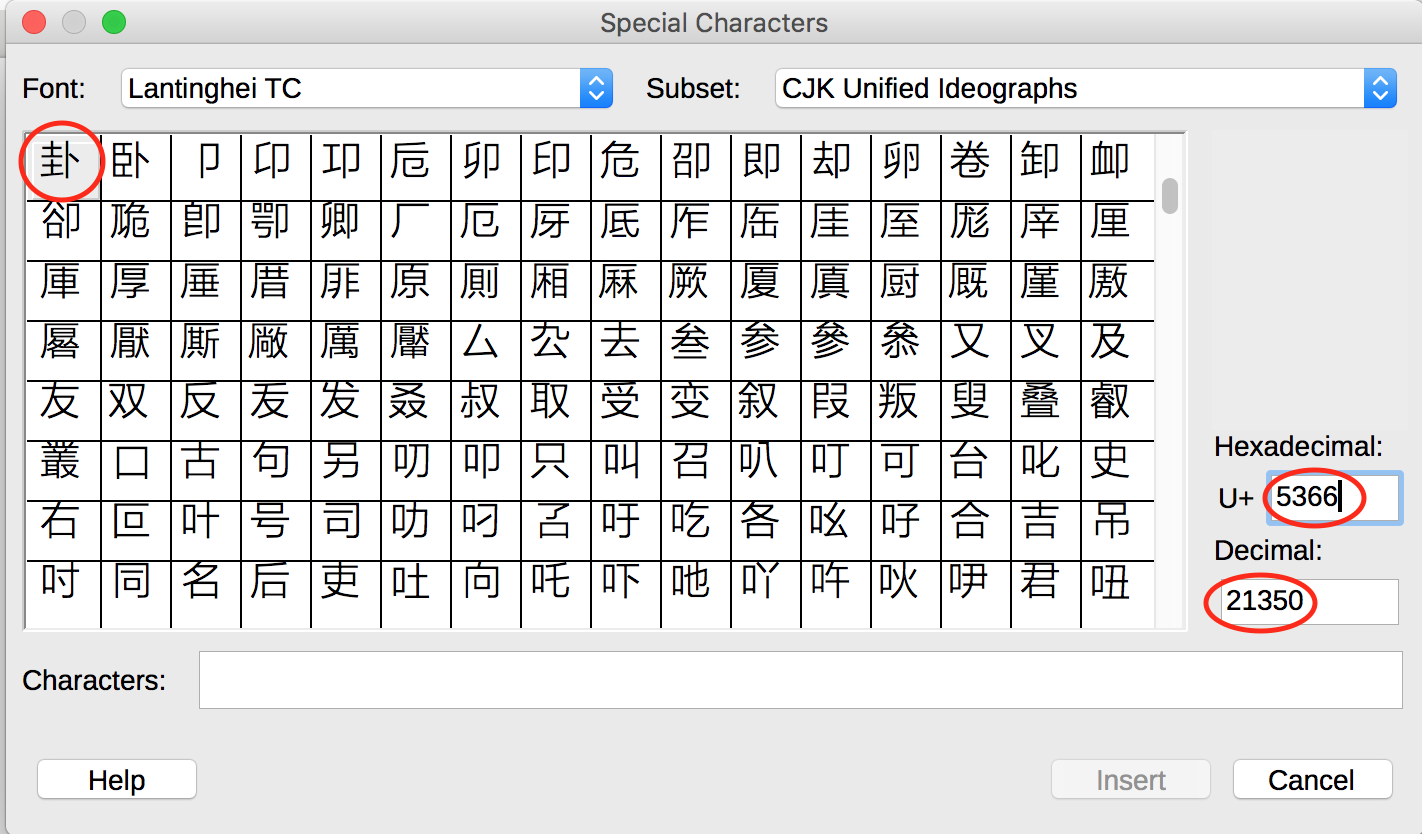 Special Characters
Font: Lantinghei TC Subset: CJK Unified Ideographs
卦 卧 卩 卬 卭 卮 卯 印 危 卲 即 却 卵 卷 卸 卹
卻 卼 卽 卾 卿 厂 厄 厊 厎 厏 厒 厓 厔 厖 厗 厘
厙 厚 厜 厝 厞 原 厠 厢 厤 厥 厦 厧 厨 厩 厪 厫
厬 厭 厮 厰 厲 厴 厶 厹 去 叁 参 參 叅 又 叉 及
友 双 反 叐 发 叕 叔 取 受 变 叙 叚 叛 叟 叠 叡
叢 口 古 句 另 叨 叩 只 叫 召 叭 叮 可 台 叱 史
右 叵 叶 号 司 叻 叼 叴 吁 吃 各 吆 吇 合 吉 吊
吋 同 名 后 吏 吐 向 吒 吓 吔 吖 吘 吙 吚 君 吜
Hexadecimal:
U+ 5366
Decimal:
21350
Characters:
Help Insert Cancel